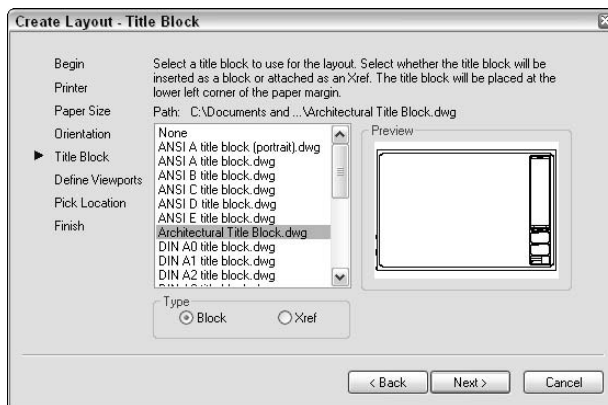 Create Layout - Title Block
Begin
Printer
Paper Size
Orientation
Title Block
Define Viewports
Pick Location
Finish
Select a title block to use for the layout. Select whether the title block will be
inserted as a block or attached as an Xref. The title block will be placed at the
lower left corner of the paper margin.
Path: C:\Documents and ...\Architectural Title Block.dwg
None
ANSI A title block (portrait).dwg
ANSI A title block.dwg
ANSI B title block.dwg
ANSI C title block.dwg
ANSI D title block.dwg
ANSI E title block.dwg
Architectural Title Block.dwg
DIN A0 title block.dwg
DIN A1 title block.dwg
DIN A2 title block.dwg
Preview
Type
Block
Xref
< Back
Next >
Cancel